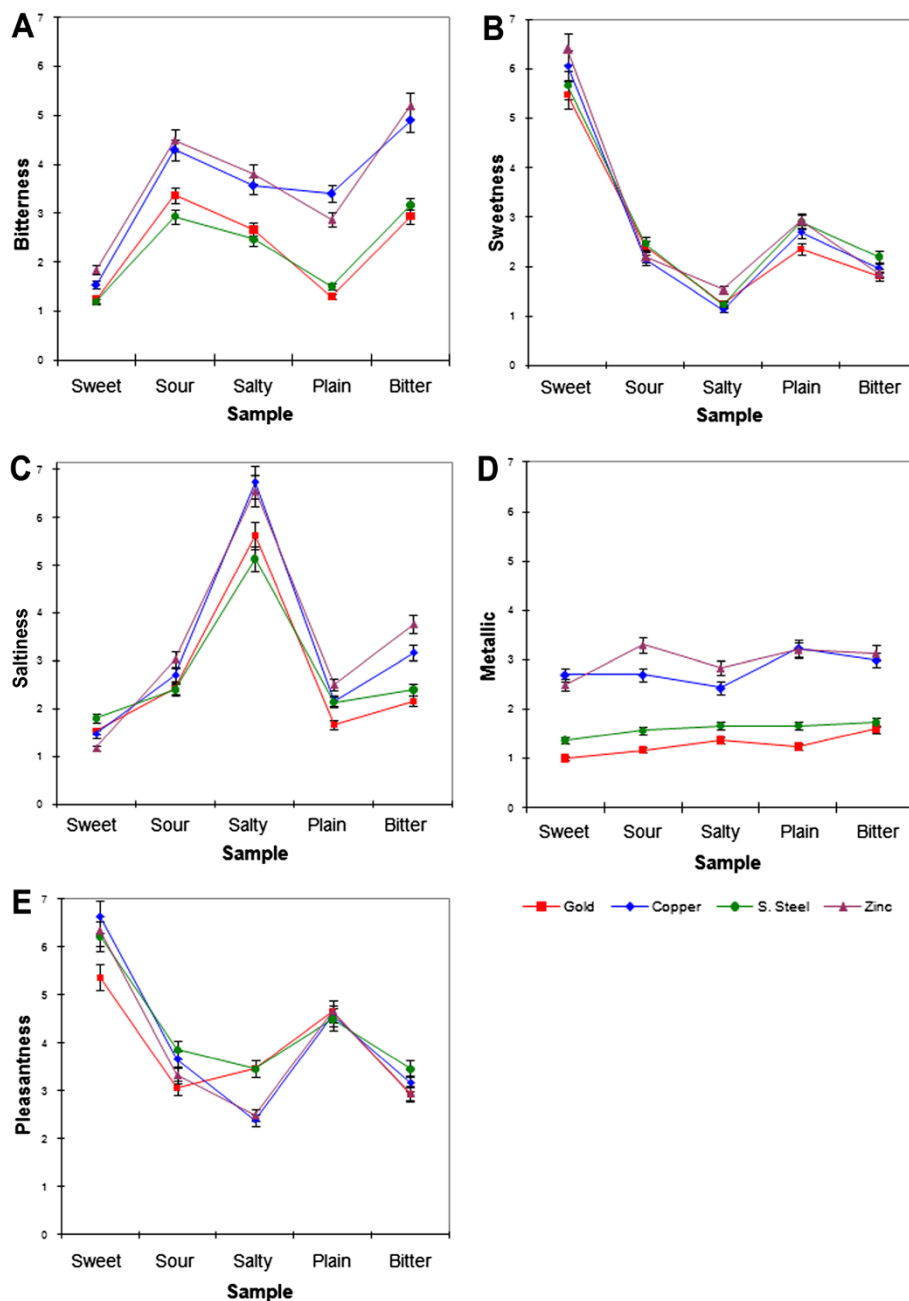 A
7
6
5
4
3
2
1
0
Bitterness
Sweet Sour Salty Plain Bitter
Sample
B
7
6
5
4
3
2
1
0
Sweetness
Sweet Sour Salty Plain Bitter
Sample
C
7
6
5
4
3
2
1
0
Saltiness
Sweet Sour Salty Plain Bitter
Sample
D
7
6
5
4
3
2
1
0
Metallic
Sweet Sour Salty Plain Bitter
Sample
Gold Copper S. Steel Zinc
E
7
6
5
4
3
2
1
0
Pleasantness
Sweet Sour Salty Plain Bitter
Sample